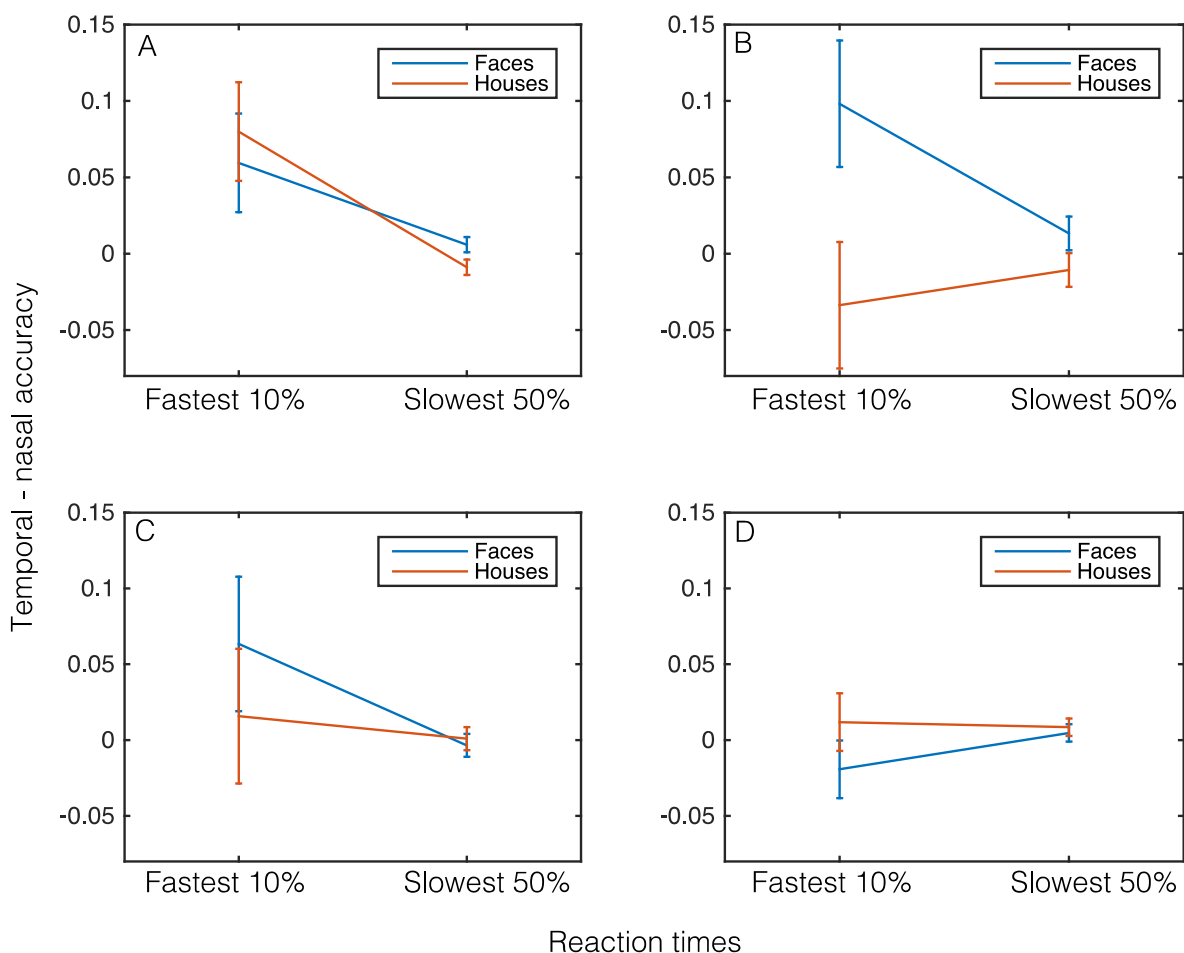 Temporal - nasal accuracy
A
Faces
Houses
0.15
0.1
0.05
0
-0.05
Fastest 10% Slowest 50%
B
Faces
Houses
0.15
0.1
0.05
0
-0.05
Fastest 10% Slowest 50%
C
Faces
Houses
0.15
0.1
0.05
0
-0.05
Fastest 10% Slowest 50%
D
Faces
Houses
0.15
0.1
0.05
0
-0.05
Fastest 10% Slowest 50%
Reaction times